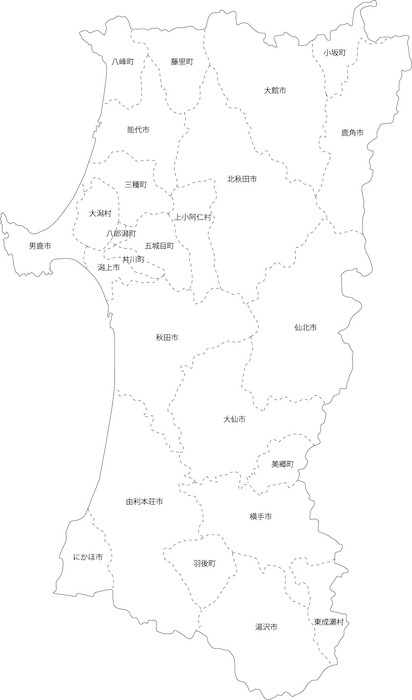 小坂町
八峰町
藤里町
大館市
能代市
鹿角市
北秋田市
三種町
大潟村
上小阿仁村
八郎潟町
男鹿市
五城目町
井川町
潟上市
仙北市
秋田市
大仙市
美郷町
由利本荘市
横手市
にかほ市
羽後町
湯沢市
東成瀬村